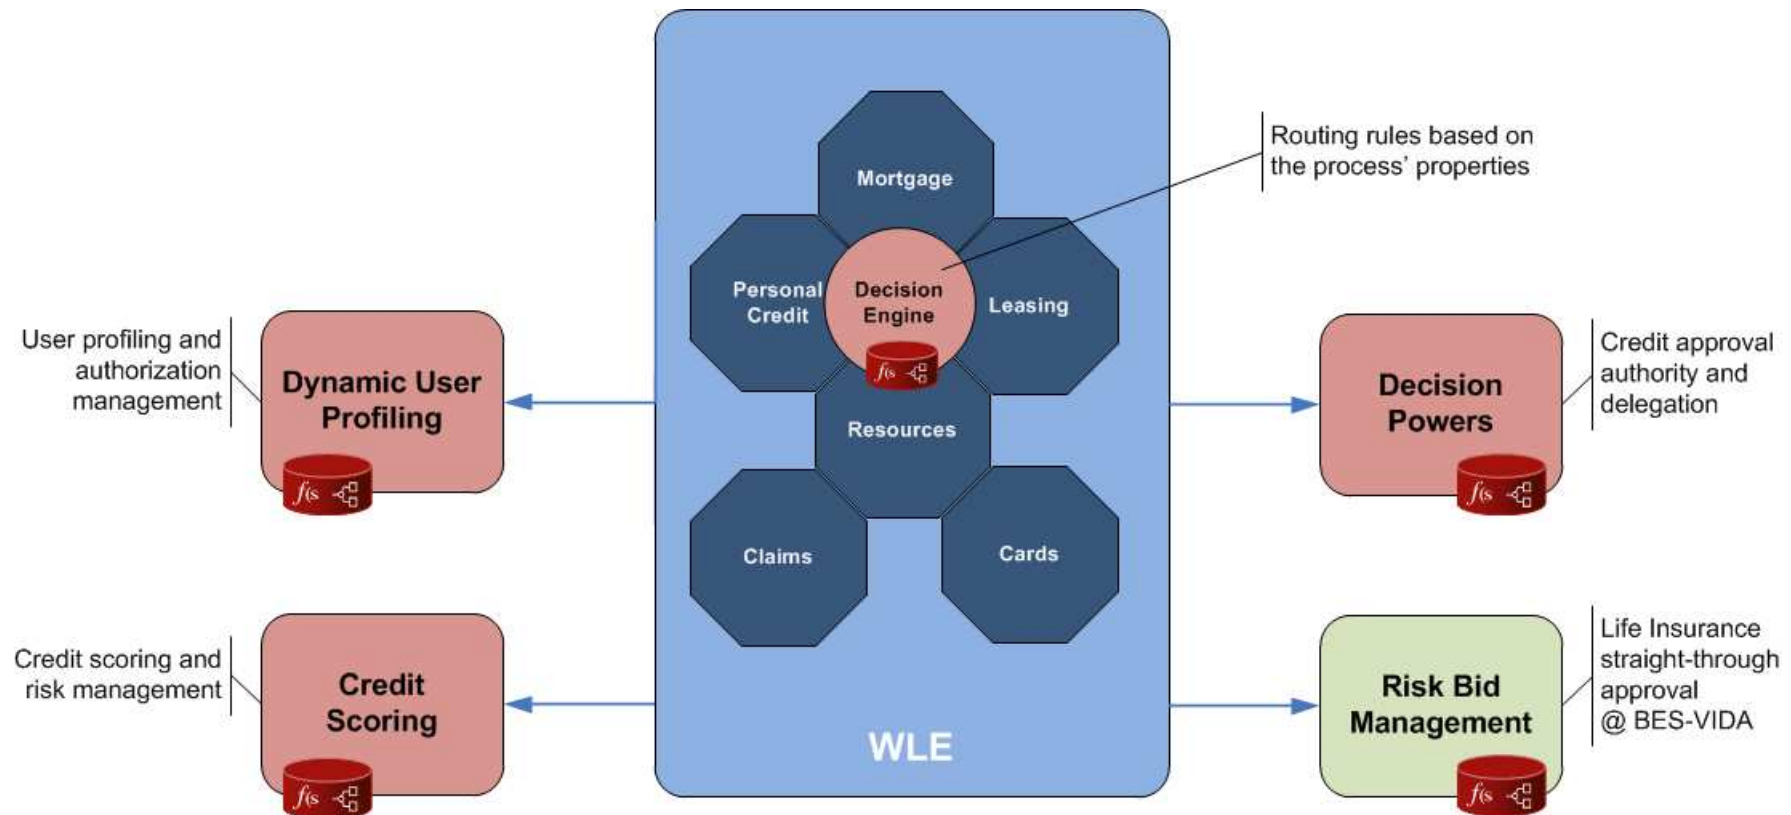 Mortgage
Personal
Credit
Decision
Engine
f(s
Leasing
Resources
Claims
Cards
WLE
Routing rules based on
the process’ properties
User profiling and
authorization
management
Dynamic User
Profiling
f(s
Credit scoring and
risk management
Credit
Scoring
f(s
Decision
Powers
f(s
Credit approval
authority and
delegation
Risk Bid
Management
f(s
Life Insurance
straight-through
approval
@ BES-VIDA